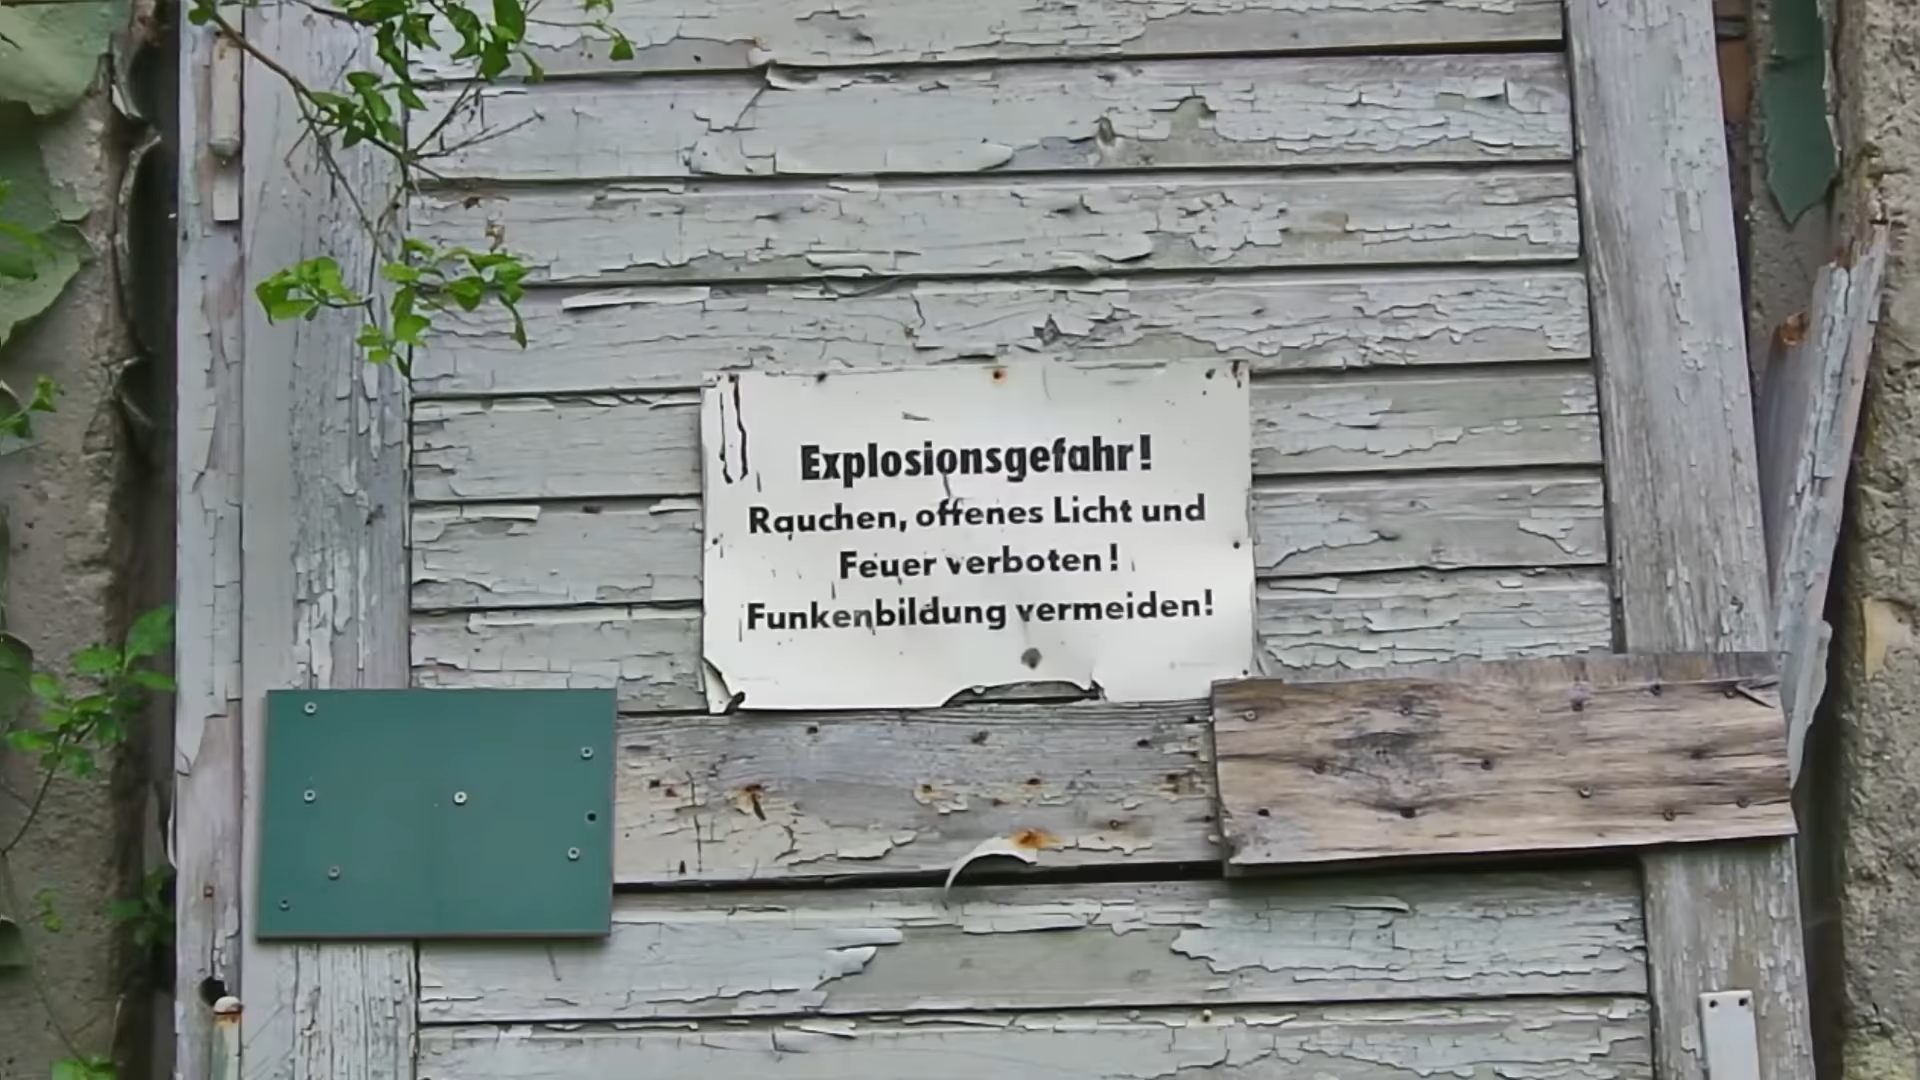 Explosionsgefahr!
Rauchen, offenes Licht und
Feuer verboten!
Funkenbildung vermeiden!